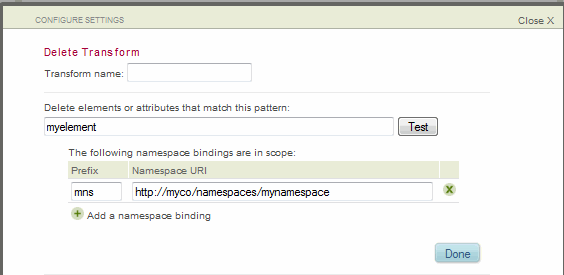 CONFIGURE SETTINGS Close X
Delete Transform
Transform name:
Delete elements or attributes that match this pattern:
myelement Test
The following namespace bindings are in scope:
Prefix Namespace URI
mns http://myco/namespaces/mynamespace X
+ Add a namespace binding
Done